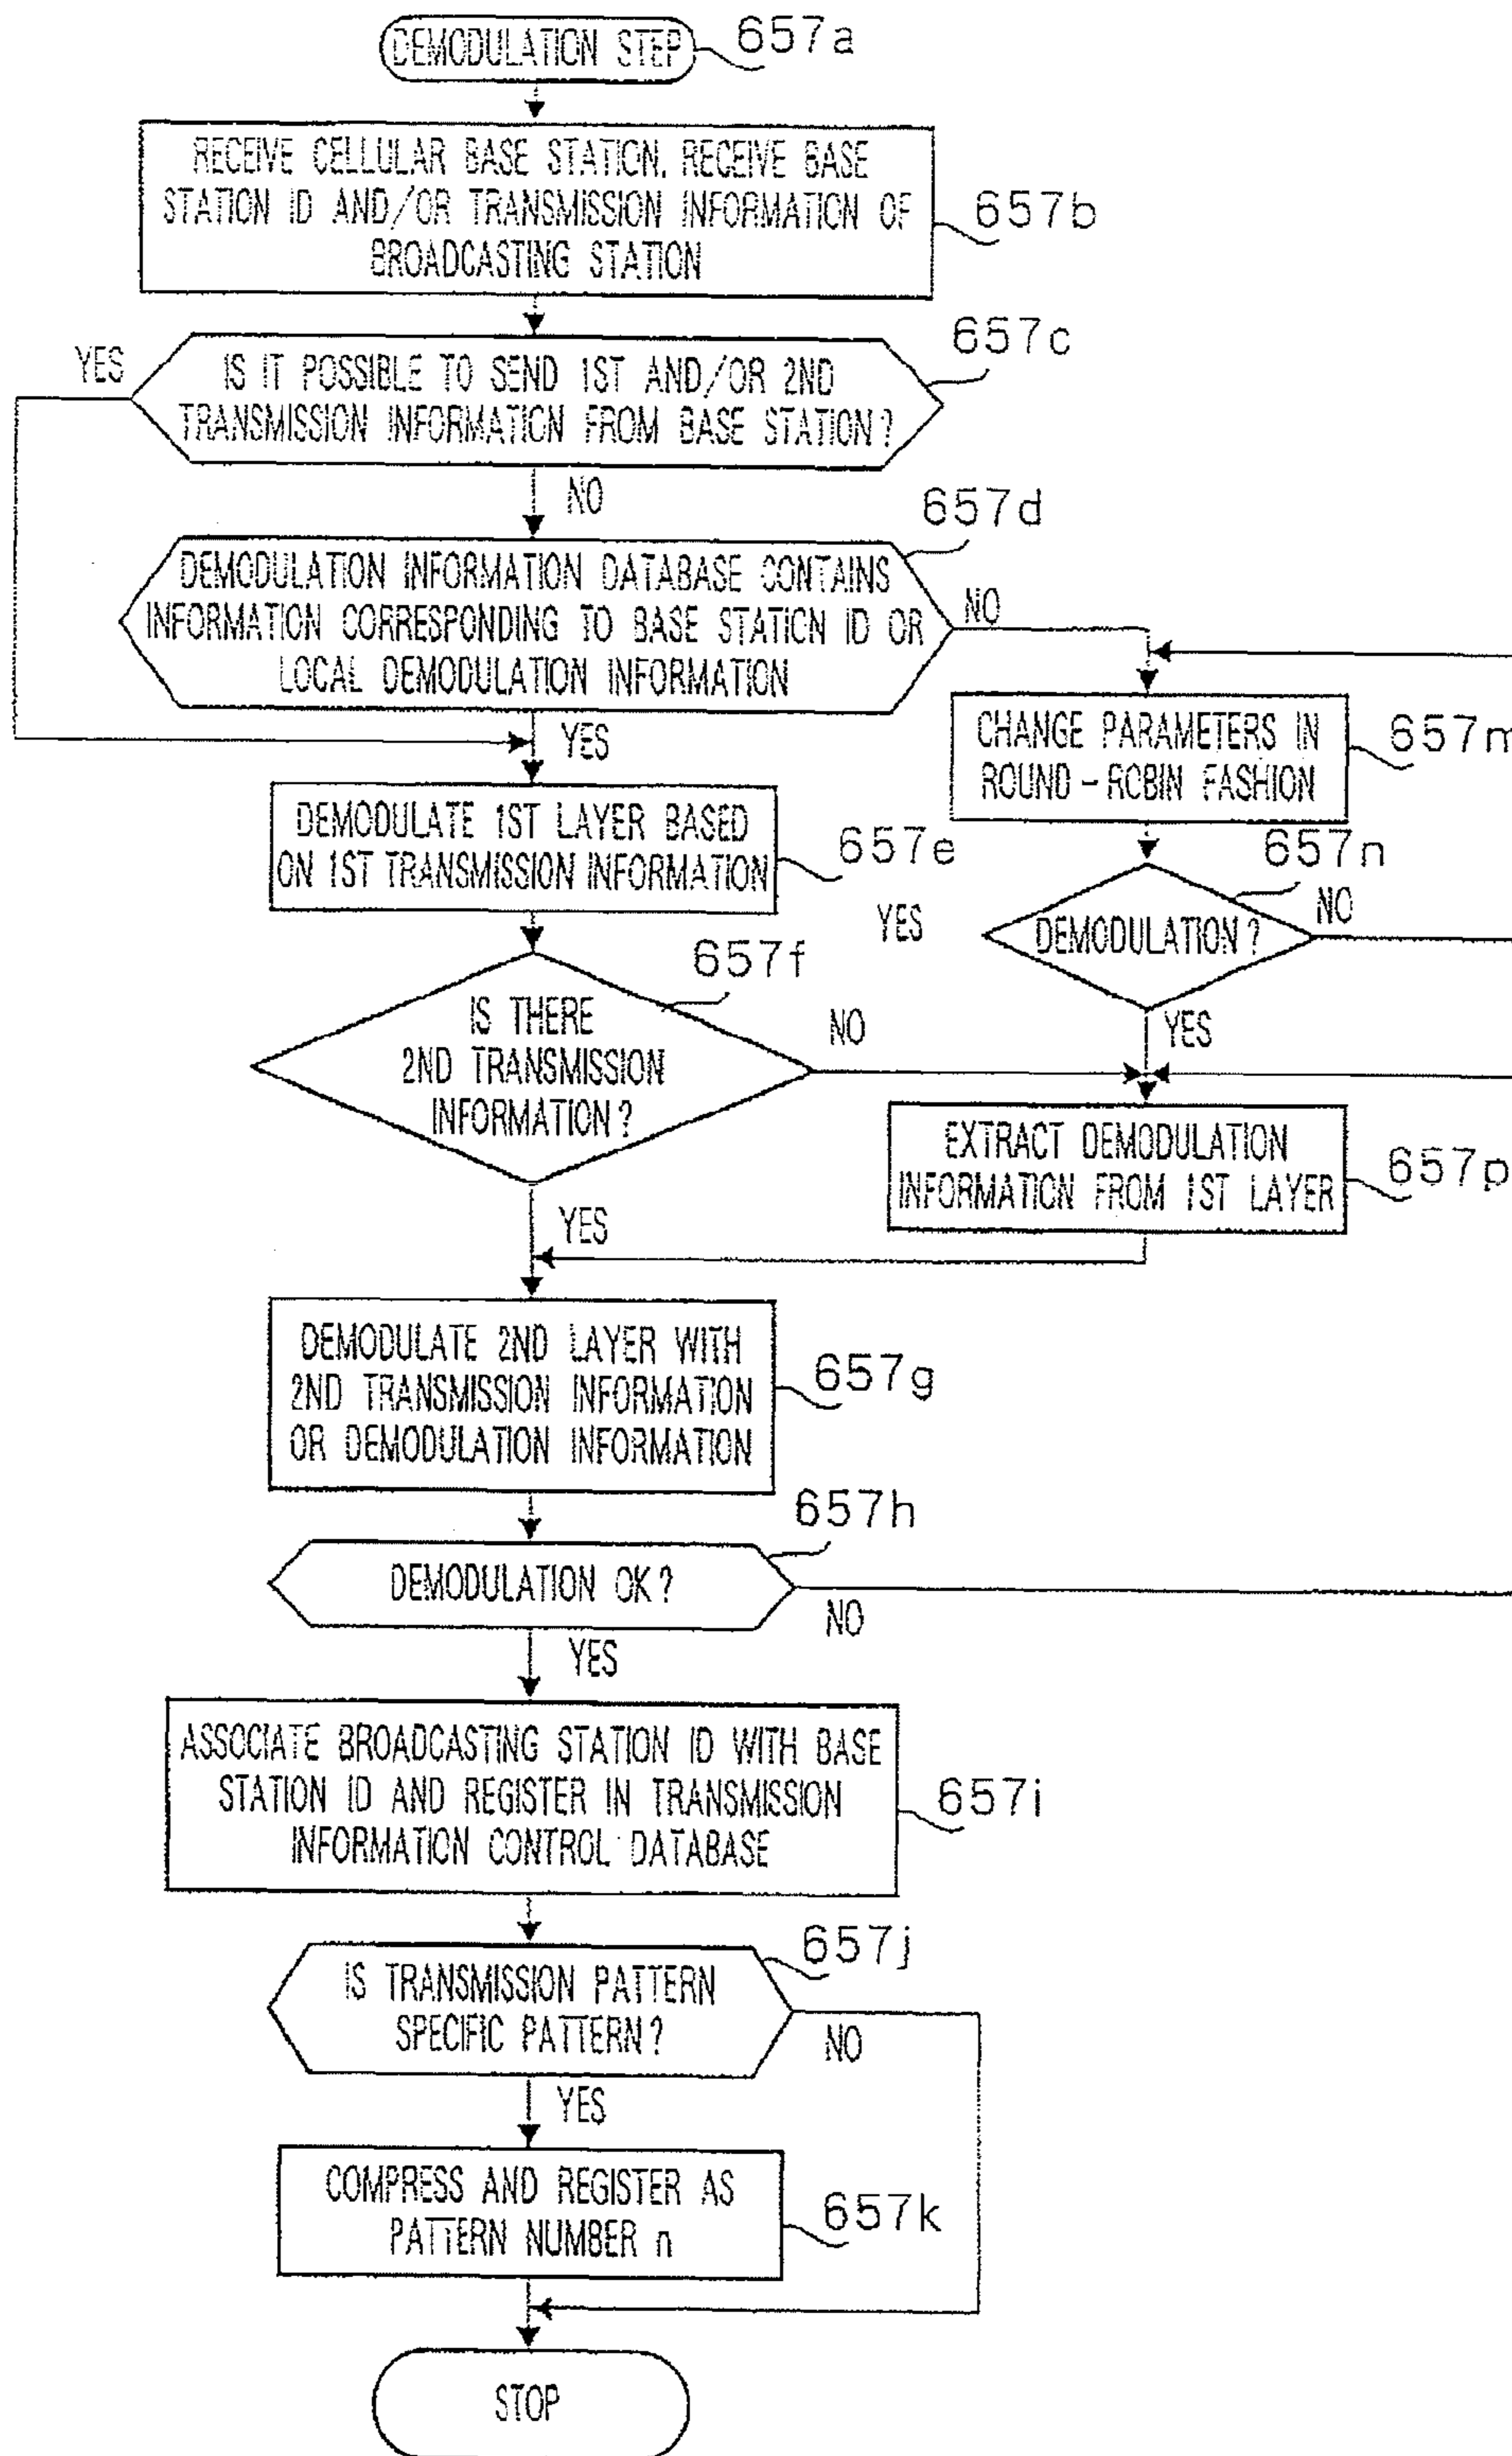 DEMODULATION STEP
657a
RECEIVE CELLULAR BASE STATION. RECEIVE BASE
STATION ID AND/OR TRANSMISSION INFORMATION OF
BROADCASTING STATION
657b
657c
YES
IS IT POSSIBLE TO SEND 1ST AND/OR 2ND
TRANSMISSION INFORMATION FROM BASE STATION?
NO
657d
DEMODULATION INFORMATION DATABASE CONTAINS
INFORMATION CORRESPONDING TO BASE STATION ID OR
LOCAL DEMODULATION INFORMATION
NO
YES
CHANGE PARAMETERS IN
ROUND-ROBIN FASHION
657m
DEMODULATE 1ST LAYER BASED
ON 1ST TRANSMISSION INFORMATION
657e
657n
YES
DEMODULATION?
NO
657f
IS THERE
2ND TRANSMISSION
INFORMATION?
NO
YES
EXTRACT DEMODULATION
INFORMATION FROM 1ST LAYER
657p
YES
DEMODULATE 2ND LAYER WITH
2ND TRANSMISSION INFORMATION
OR DEMODULATION INFORMATION
657g
657h
DEMODULATION OK?
NO
YES
ASSOCIATE BROADCASTING STATION ID WITH BASE
STATION ID AND REGISTER IN TRANSMISSION
INFORMATION CONTROL DATABASE
657i
657j
IS TRANSMISSION PATTERN
SPECIFIC PATTERN?
NO
YES
COMPRESS AND REGISTER AS
PATTERN NUMBER n
657k
STOP